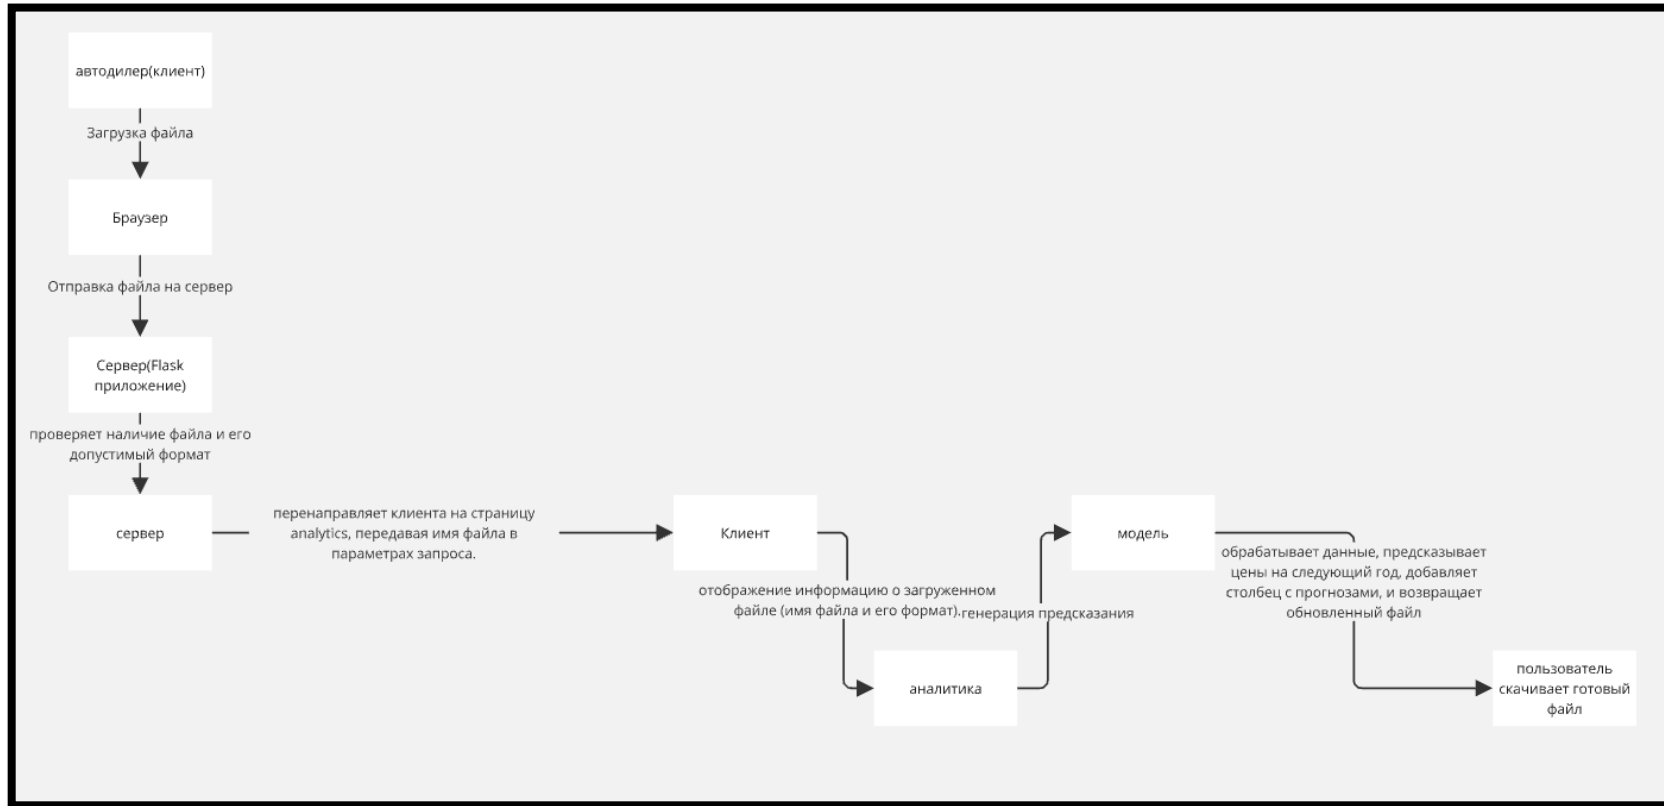 автодилер(клиент)
Загрузка файла
Браузер
Отправка файла на сервер
Сервер(Flask
приложение)
проверяет наличие файла и его
допустимый формат
сервер
перенаправляет клиента на страницу
analytics, передавая имя файла в
параметрах запроса.
Клиент
отображение информацию о загруженном
файле (имя файла и его формат).
аналитика
генерация предсказания
модель
обрабатывает данные, предсказывает
цены на следующий год, добавляет
столбец с прогнозами, и возвращает
обновленный файл
пользователь
скачивает готовый
файл